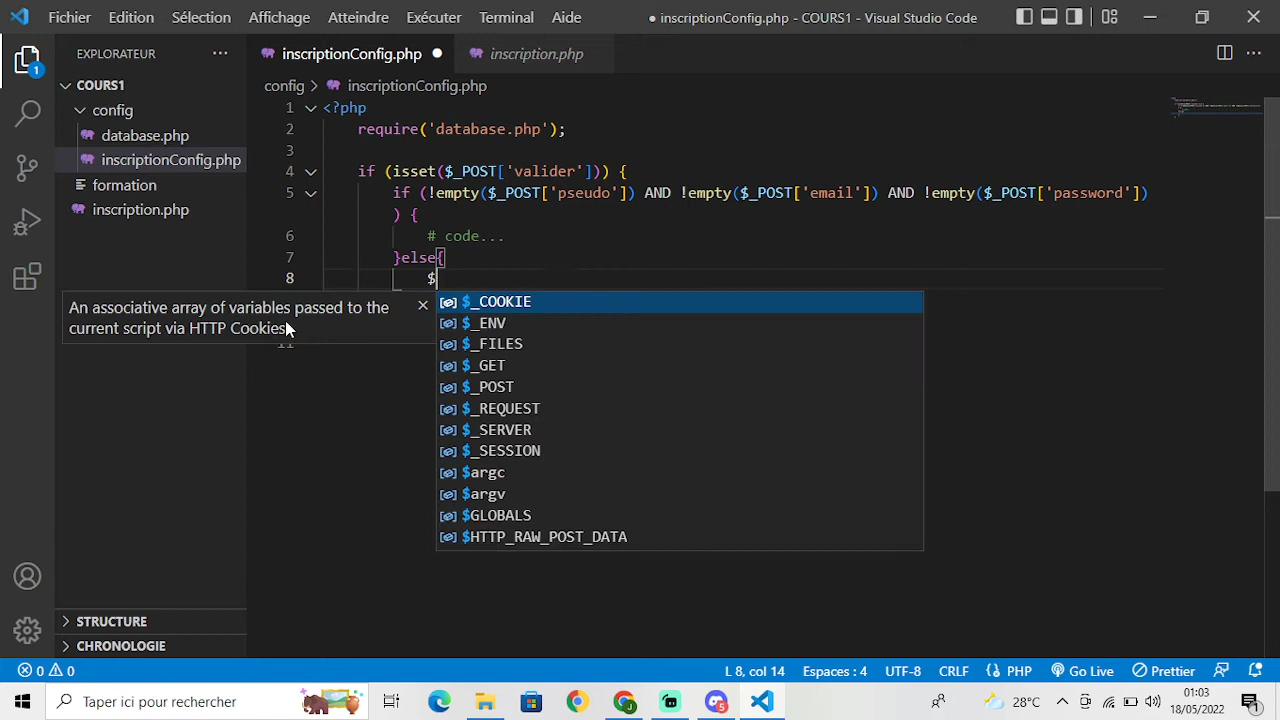 Fichier Edition Sélection Affichage Atteindre Exécuter Terminal Aide ● inscriptionConfig.php - COURS1 - Visual Studio Code
EXPLORATEUR ...
inscriptionConfig.php ●
inscription.php
COURS1
config
database.php
inscriptionConfig.php
formation
inscription.php
config > inscriptionConfig.php
1 <?php
2 require('database.php');
3
4 if (isset($_POST['valider'])) {
5 if (!empty($_POST['pseudo']) AND !empty($_POST['email']) AND !empty($_POST['password'])
) {
6 # code...
7 }else{
8 $
An associative array of variables passed to the
current script via HTTP Cookies
11
$_COOKIE
$_ENV
$_FILES
$_GET
$_POST
$_REQUEST
$_SERVER
$_SESSION
$argc
$argv
$GLOBALS
$HTTP_RAW_POST_DATA
STRUCTURE
CHRONOLOGIE
1
0 0 L 8, col 14 Espaces : 4 UTF-8 CRLF PHP Go Live Prettier
Taper ici pour rechercher
5
28°C
01:03
18/05/2022
1